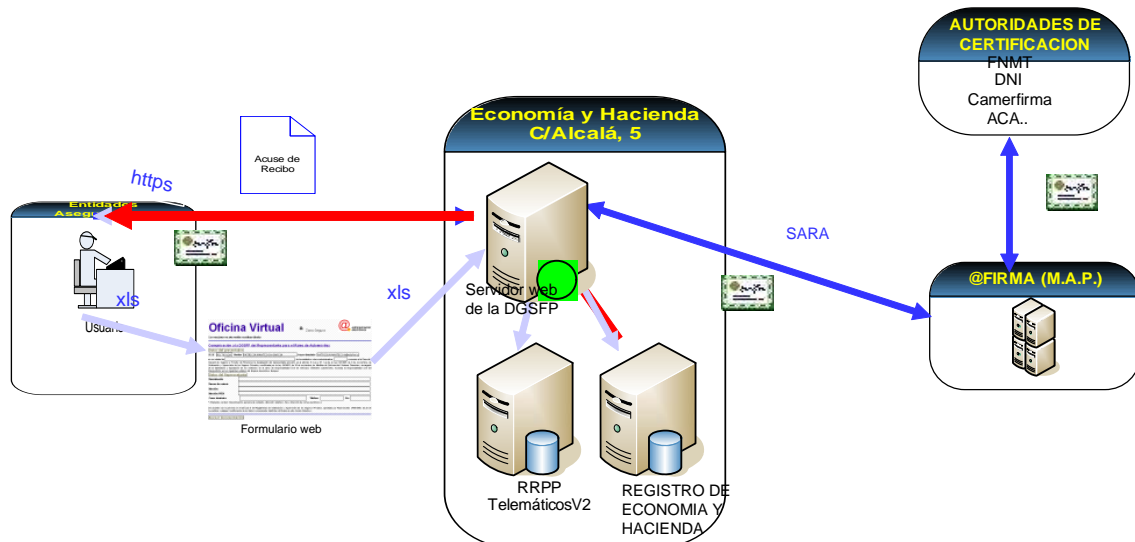 AUTORIDADES DE
CERTIFICACION
FNMT
DNI
Camerfirma
ACA..
Economía y Hacienda
C/Alcalá, 5
Acuse de
Recibo
https
Entidades
xls
Usuario
xls
Servidor web
de la DGSFP
SARA
@FIRMA (M.A.P.)
Oficina Virtual
Formulario web
RRPP
TelemáticosV2
REGISTRO DE
ECONOMIA Y
HACIENDA